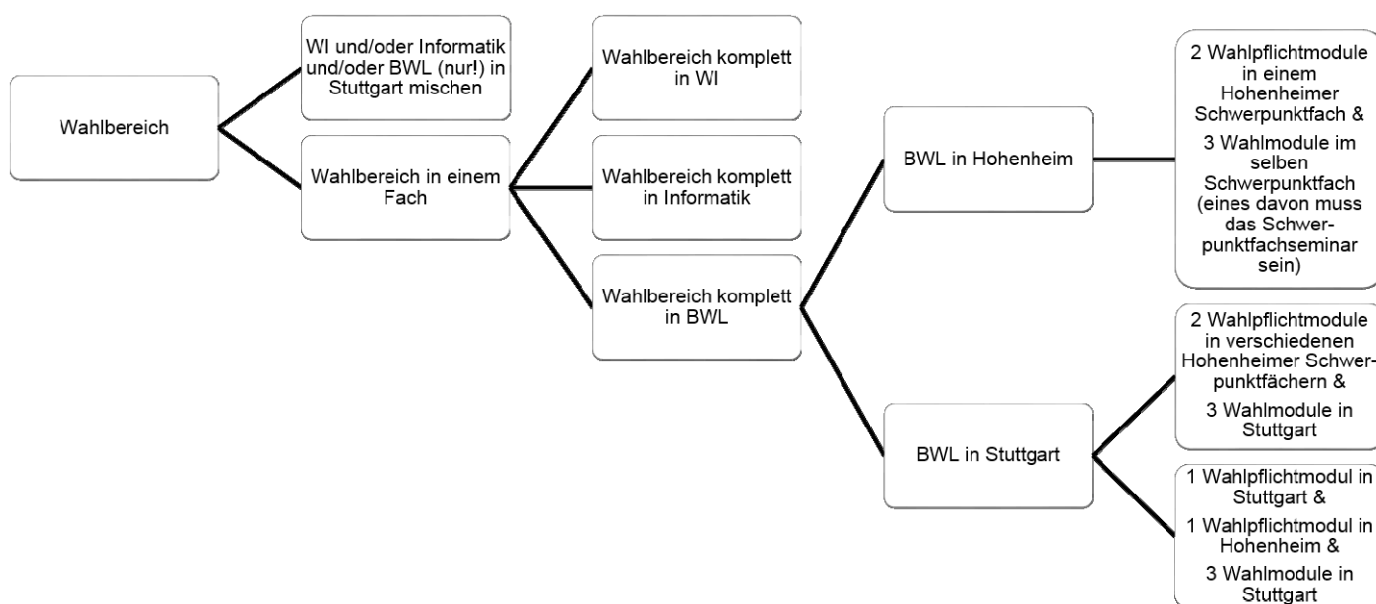 Wahlbereich
WI und/oder Informatik
und/oder BWL (nur!) in
Stuttgart mischen
Wahlbereich in einem
Fach
Wahlbereich komplett
in WI
Wahlbereich komplett
in Informatik
Wahlbereich komplett
in BWL
BWL in Hohenheim
BWL in Stuttgart
2 Wahlpflichtmodule
in einem
Hohenheimer
Schwerpunktfach &
3 Wahlmodule im
selben
Schwerpunktfach
(eines davon muss
das Schwer-
punktfachseminar
sein)
2 Wahlpflichtmodule
in verschiedenen
Hohenheimer Schwer-
punktfächern &
3 Wahlmodule in
Stuttgart
1 Wahlpflichtmodul in
Stuttgart &
1 Wahlpflichtmodul in
Hohenheim &
3 Wahlmodule in
Stuttgart